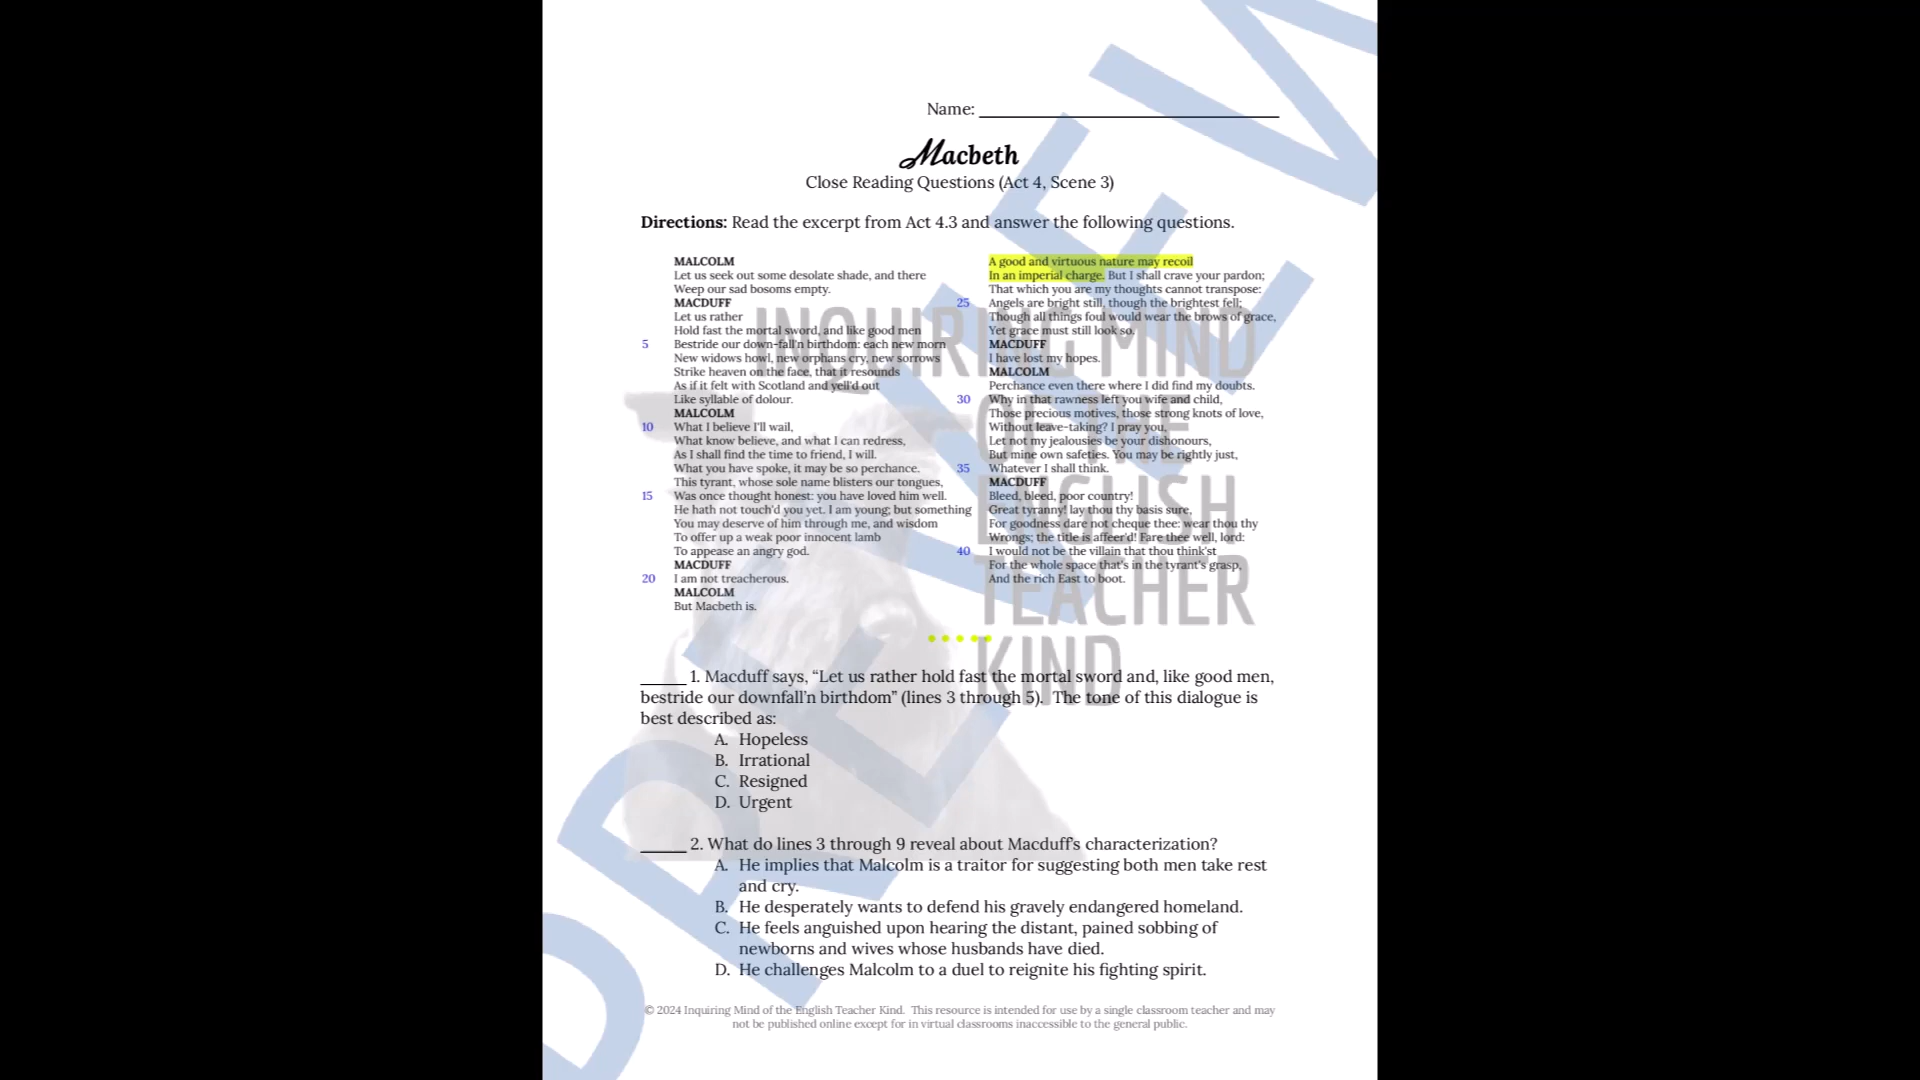 Name:
Macbeth
Close Reading Questions (Act 4, Scene 3)
Directions: Read the excerpt from Act 4.3 and answer the following questions.
MALCOLM
Let us seek out some desolate shade, and there
Weep our sad bosoms empty.
MACDUFF
Let us rather
Hold fast the mortal sword, and like good men
5 Bestride our down-fall'n birthdom: each new morn
New widows howl, new orphans cry, new sorrows
Strike heaven on the face, that it resounds
As if it felt with Scotland and yell'd out
Like syllable of dolour.
MALCOLM
10 What I believe I'll wail,
What know believe, and what I can redress,
As I shall find the time to friend, I will.
What you have spoke, it may be so perchance.
This tyrant, whose sole name blisters our tongues,
15 Was once thought honest: you have loved him well.
He hath not touch'd you yet. I am young; but something
You may deserve of him through me, and wisdom
To offer up a weak poor innocent lamb
To appease an angry god.
MACDUFF
20 I am not treacherous.
MALCOLM
But Macbeth is.
A good and virtuous nature may recoil
In an imperial charge. But I shall crave your pardon;
That which you are my thoughts cannot transpose:
25 Angels are bright still, though the brightest fell;
Though all things foul would wear the brows of grace,
Yet grace must still look so.
MACDUFF
I have lost my hopes.
MALCOLM
Perchance even there where I did find my doubts.
30 Why in that rawness left you wife and child,
Those precious motives, those strong knots of love,
Without leave-taking? I pray you,
Let not my jealousies be your dishonours,
But mine own safeties. You may be rightly just,
35 Whatever I shall think.
MACDUFF
Bleed, bleed, poor country!
Great tyranny! lay thou thy basis sure,
For goodness dare not cheque thee: wear thou thy
Wrongs; the title is affeer'd! Fare thee well, lord:
40 I would not be the villain that thou think'st
For the whole space that's in the tyrant's grasp,
And the rich East to boot.
1. Macduff says, “Let us rather hold fast the mortal sword and, like good men,
bestride our downfall'n birthdom” (lines 3 through 5). The tone of this dialogue is
best described as:
A. Hopeless
B. Irrational
C. Resigned
D. Urgent
2. What do lines 3 through 9 reveal about Macduff's characterization?
A. He implies that Malcolm is a traitor for suggesting both men take rest
and cry.
B. He desperately wants to defend his gravely endangered homeland.
C. He feels anguished upon hearing the distant, pained sobbing of
newborns and wives whose husbands have died.
D. He challenges Malcolm to a duel to reignite his fighting spirit.
© 2024 Inquiring Mind of the English Teacher Kind. This resource is intended for use by a single classroom teacher and may
not be published online except for in virtual classrooms inaccessible to the general public.
INQUIRING MIND
OF THE
ENGLISH
TEACHER
KIND
PREVIEW